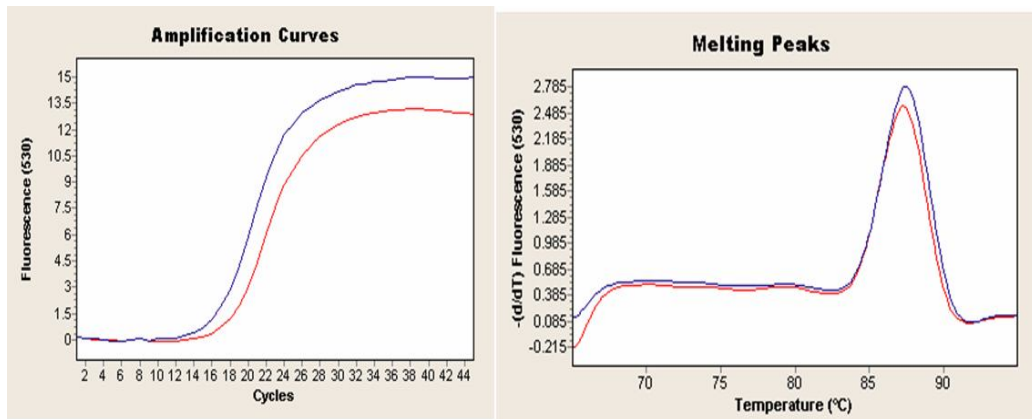 Amplification Curves
Fluorescence (530)
15
13.5
12
10.5
9
7.5
6
4.5
3
1.5
0
2 4 6 8 10 12 14 16 18 20 22 24 26 28 30 32 34 36 38 40 42 44
Cycles
Melting Peaks
-(d/dT) Fluorescence (530)
2.785
2.485
2.185
1.885
1.585
1.285
0.985
0.685
0.385
0.085
-0.215
70 75 80 85 90
Temperature (ºC)